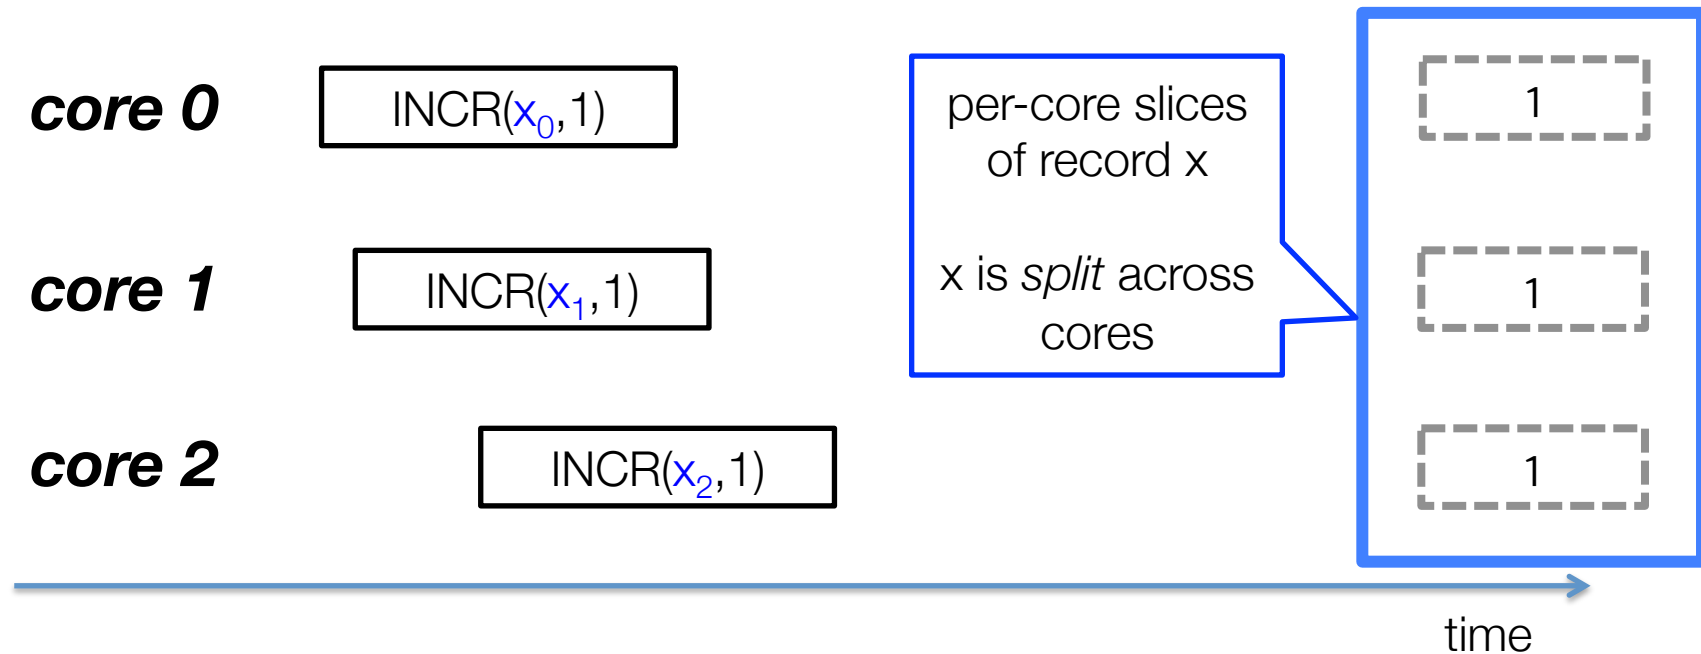 core 0
INCR(x₀,1)
per-core slices
of record x
1
core 1
INCR(x₁,1)
x is split across
cores
1
core 2
INCR(x₂,1)
1
time